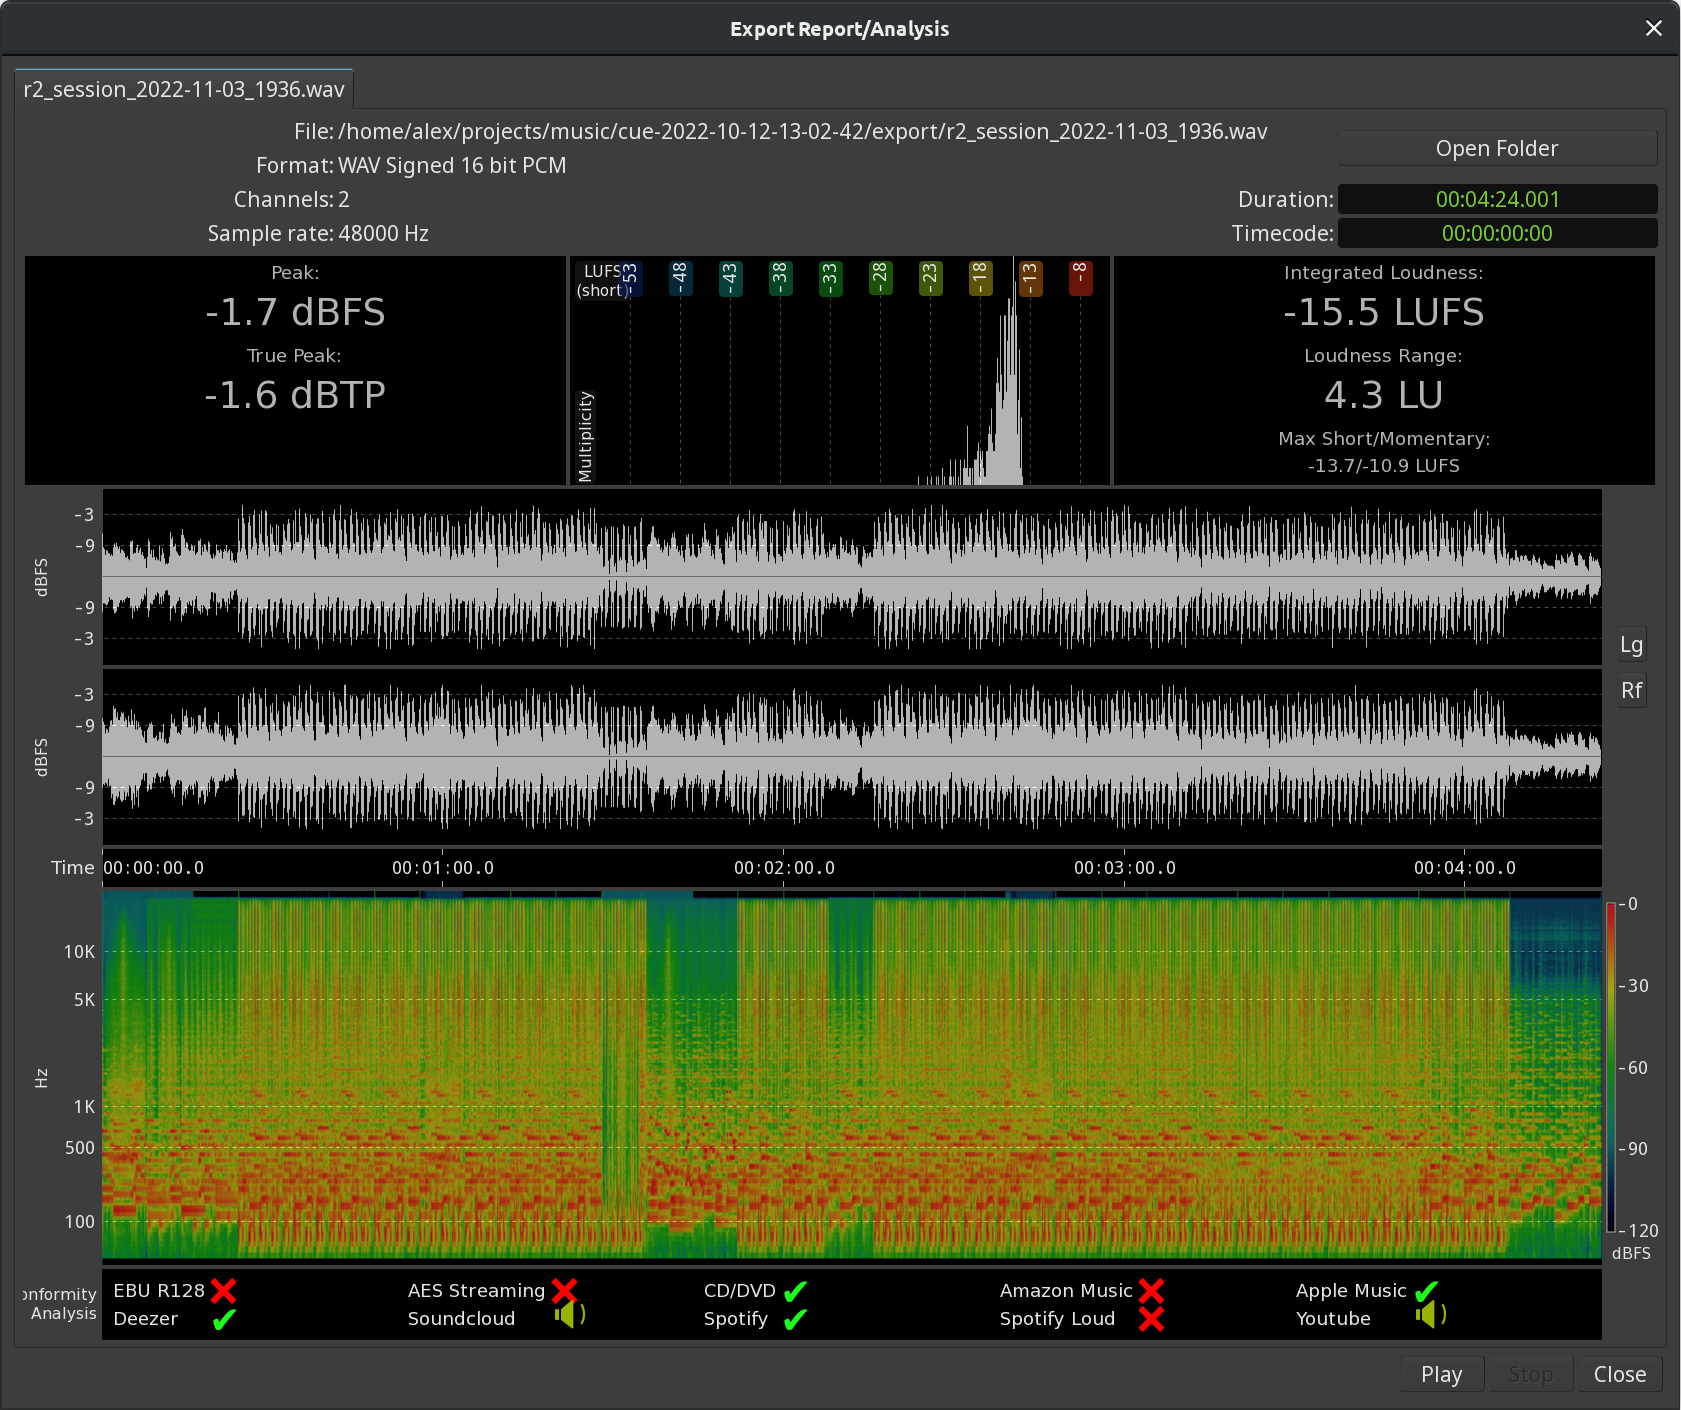 Export Report/Analysis
r2_session_2022-11-03_1936.wav
File: /home/alex/projects/music/cue-2022-10-12-13-02-42/export/r2_session_2022-11-03_1936.wav
Open Folder
Format: WAV Signed 16 bit PCM
Channels: 2
Duration: 00:04:24.001
Sample rate: 48000 Hz
Timecode: 00:00:00:00
Peak:
-1.7 dBFS
True Peak:
-1.6 dBTP
LUFS
(short)
-53 -48 -43 -38 -33 -28 -23 -18 -13 -8
Multiplicity
Integrated Loudness:
-15.5 LUFS
Loudness Range:
4.3 LU
Max Short/Momentary:
-13.7/-10.9 LUFS
-3
-9
dBFS
-9
-3
Lg
Rf
-3
-9
dBFS
-9
-3
Time 00:00:00.0 00:01:00.0 00:02:00.0 00:03:00.0 00:04:00.0
10K
5K
Hz
1K
500
100
-0
-30
-60
-90
-120
dBFS
onformity
Analysis
EBU R128 AES Streaming CD/DVD Amazon Music Apple Music
Deezer Soundcloud Spotify Spotify Loud Youtube
Play Stop Close